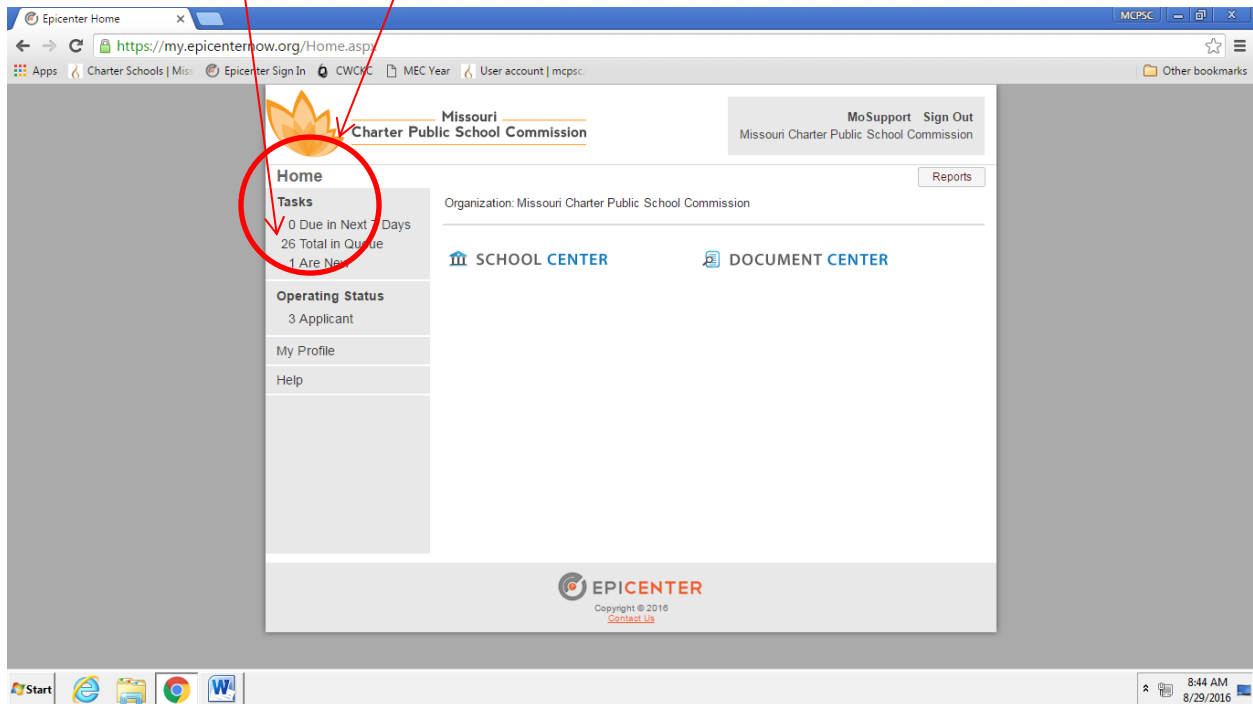 Epicenter Home
MCPSC
https://my.epicenternow.org/Home.aspx
Apps Charter Schools | Miss Epicenter Sign In CWCKC MEC Year User account | mcpsc. Other bookmarks
Missouri
Charter Public School Commission
MoSupport Sign Out
Missouri Charter Public School Commission
Home
Reports
Tasks
Organization: Missouri Charter Public School Commission
0 Due in Next 7 Days
26 Total in Queue
1 Are New
SCHOOL CENTER
DOCUMENT CENTER
Operating Status
3 Applicant
My Profile
Help
EPICENTER
Copyright © 2016
Contact Us
Start
8:44 AM
8/29/2016